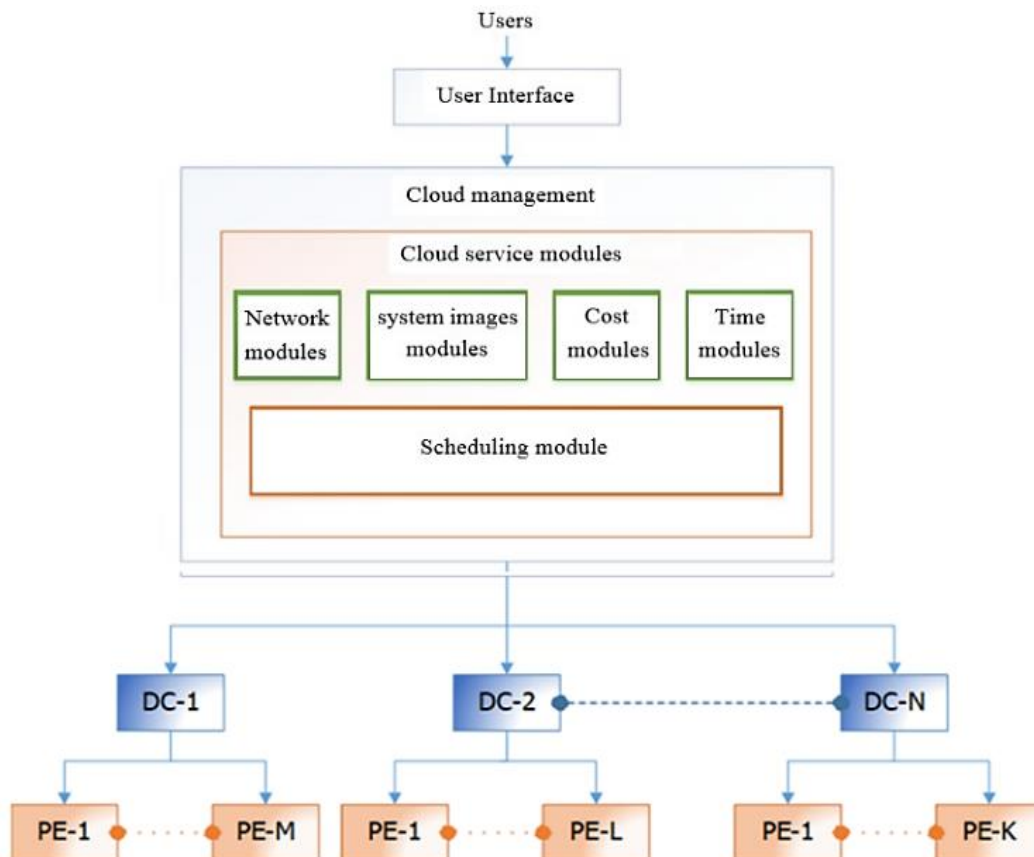 Users
User Interface
Cloud management
Cloud service modules
Network
modules
system images
modules
Cost
modules
Time
modules
Scheduling module
DC-1
DC-2
DC-N
PE-1
PE-M
PE-1
PE-L
PE-1
PE-K